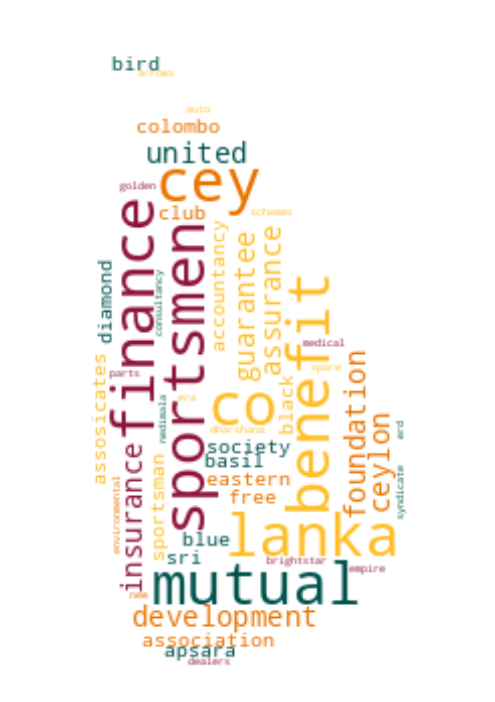 bird
arrows
auto
colombo
united
cey
golden
club
schemes
finance
sportsmen
accountancy
guarantee
assurance
diamond
consultancy
benefit
medical
assosicates
parts
spare
foundation
co
black
era
nedimala
dharshana
ceylon
erd
society
basil
insurance
sportsman
eastern
free
environmental
syndicate
lanka
blue
sri
brightstar
empire
mutual
new
development
association
apsara
dealers